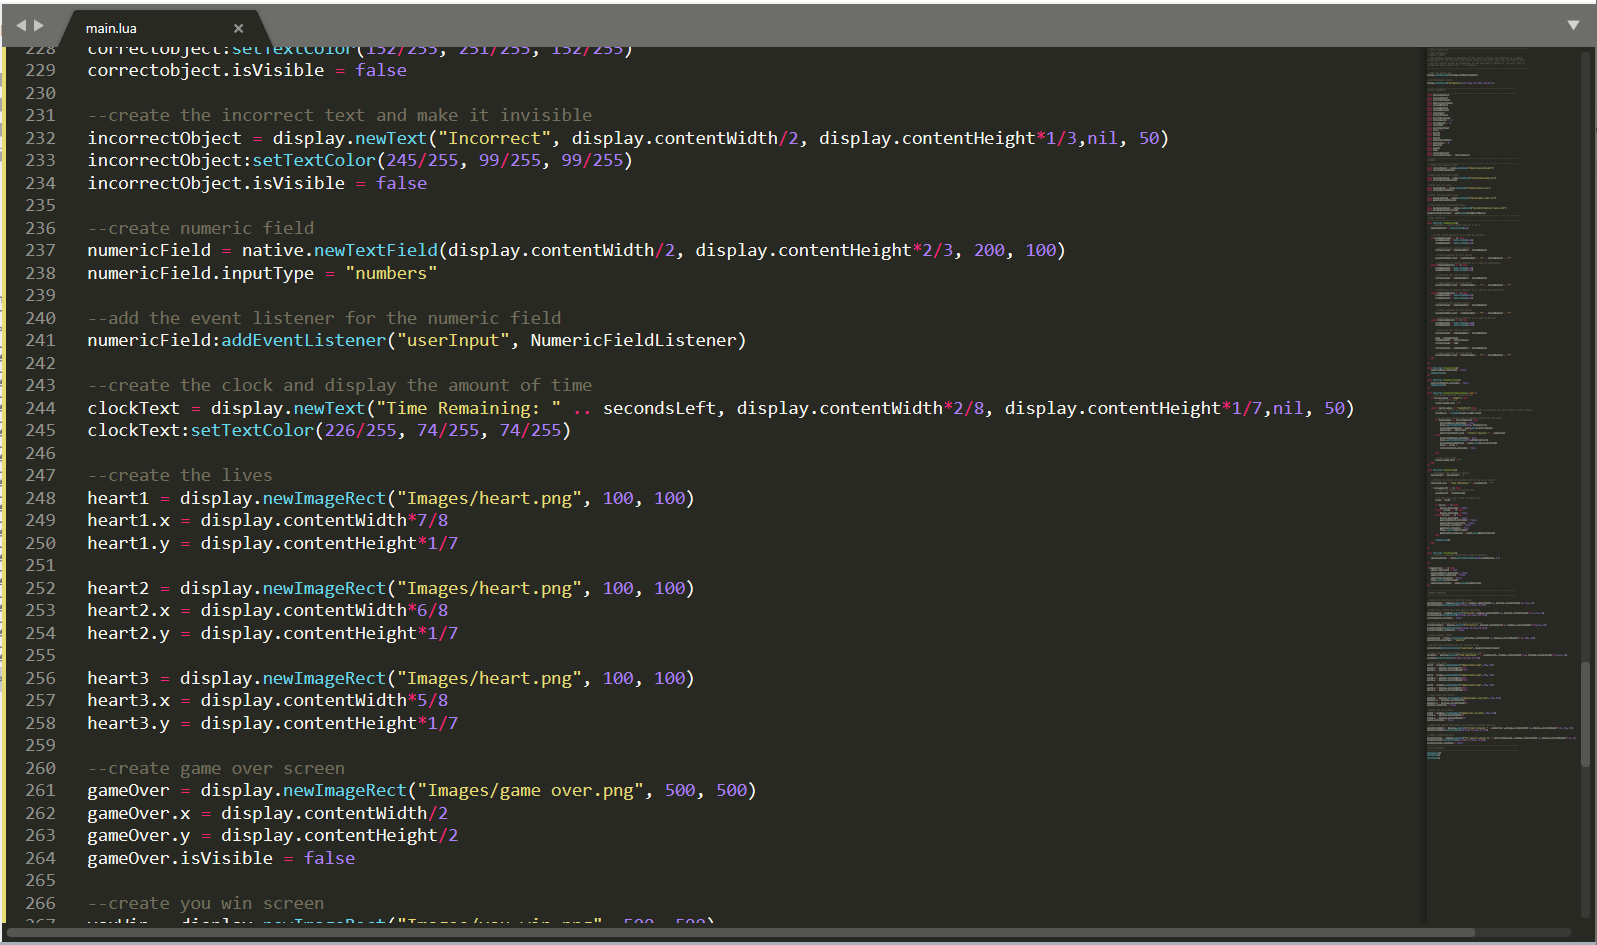 main.lua
228 correctobject:setTextColor(152/255, 251/255, 152/255)
229 correctobject.isVisible = false
230
231 --create the incorrect text and make it invisible
232 incorrectObject = display.newText("Incorrect", display.contentWidth/2, display.contentHeight*1/3,nil, 50)
233 incorrectObject:setTextColor(245/255, 99/255, 99/255)
234 incorrectObject.isVisible = false
235
236 --create numeric field
237 numericField = native.newTextField(display.contentWidth/2, display.contentHeight*2/3, 200, 100)
238 numericField.inputType = "numbers"
239
240 --add the event listener for the numeric field
241 numericField:addEventListener("userInput", NumericFieldListener)
242
243 --create the clock and display the amount of time
244 clockText = display.newText("Time Remaining: " .. secondsLeft, display.contentWidth*2/8, display.contentHeight*1/7,nil, 50)
245 clockText:setTextColor(226/255, 74/255, 74/255)
246
247 --create the lives
248 heart1 = display.newImageRect("Images/heart.png", 100, 100)
249 heart1.x = display.contentWidth*7/8
250 heart1.y = display.contentHeight*1/7
251
252 heart2 = display.newImageRect("Images/heart.png", 100, 100)
253 heart2.x = display.contentWidth*6/8
254 heart2.y = display.contentHeight*1/7
255
256 heart3 = display.newImageRect("Images/heart.png", 100, 100)
257 heart3.x = display.contentWidth*5/8
258 heart3.y = display.contentHeight*1/7
259
260 --create game over screen
261 gameOver = display.newImageRect("Images/game over.png", 500, 500)
262 gameOver.x = display.contentWidth/2
263 gameOver.y = display.contentHeight/2
264 gameOver.isVisible = false
265
266 --create you win screen
267 youWin = display.newImageRect("Images/you win.png", 500, 500)